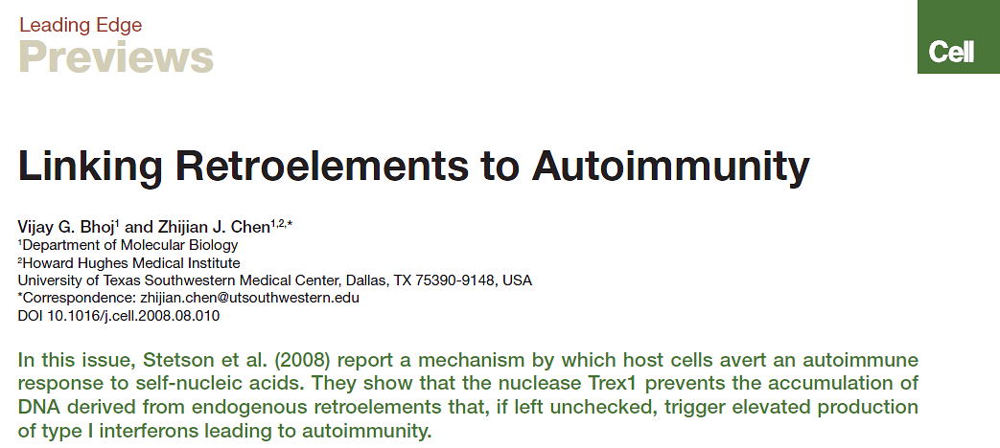 Leading Edge
Previews
Cell
Linking Retroelements to Autoimmunity
Vijay G. Bhoj¹ and Zhijian J. Chen¹,²,*
¹Department of Molecular Biology
²Howard Hughes Medical Institute
University of Texas Southwestern Medical Center, Dallas, TX 75390-9148, USA
*Correspondence: zhijian.chen@utsouthwestern.edu
DOI 10.1016/j.cell.2008.08.010
In this issue, Stetson et al. (2008) report a mechanism by which host cells avert an autoimmune
response to self-nucleic acids. They show that the nuclease Trex1 prevents the accumulation of
DNA derived from endogenous retroelements that, if left unchecked, trigger elevated production
of type I interferons leading to autoimmunity.